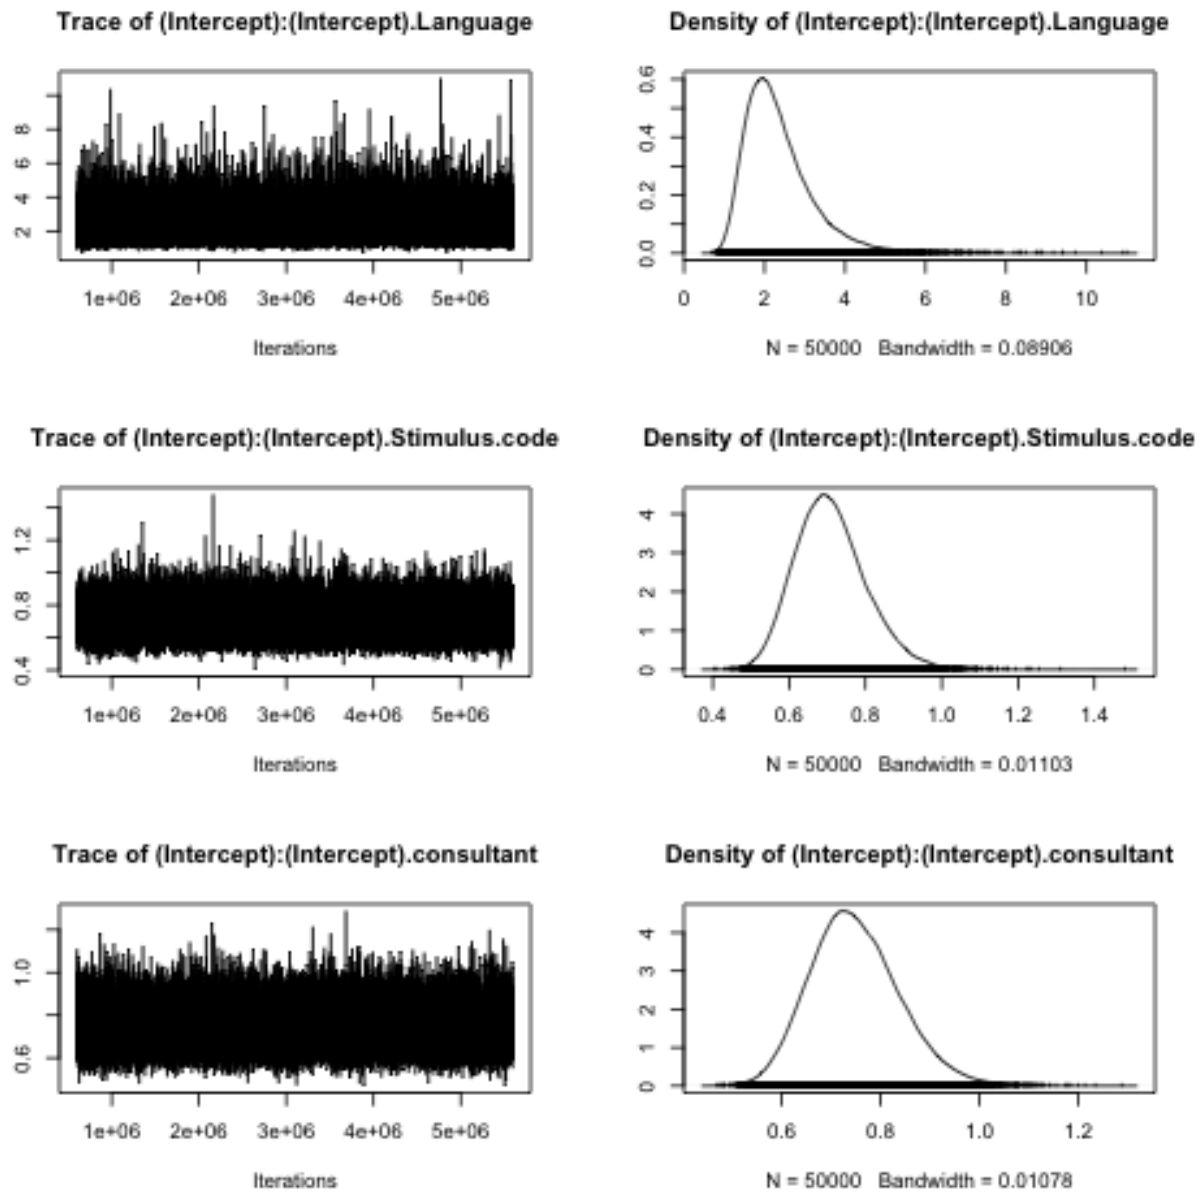 Trace of (Intercept):(Intercept).Language
2 4 6 8
1e+06 2e+06 3e+06 4e+06 5e+06
Iterations
Density of (Intercept):(Intercept).Language
0.0 0.2 0.4 0.6
0 2 4 6 8 10
N = 50000 Bandwidth = 0.08906
Trace of (Intercept):(Intercept).Stimulus.code
0.4 0.8 1.2
1e+06 2e+06 3e+06 4e+06 5e+06
Iterations
Density of (Intercept):(Intercept).Stimulus.code
0 1 2 3 4
0.4 0.6 0.8 1.0 1.2 1.4
N = 50000 Bandwidth = 0.01103
Trace of (Intercept):(Intercept).consultant
0.6 1.0
1e+06 2e+06 3e+06 4e+06 5e+06
Iterations
Density of (Intercept):(Intercept).consultant
0 1 2 3 4
0.6 0.8 1.0 1.2
N = 50000 Bandwidth = 0.01078